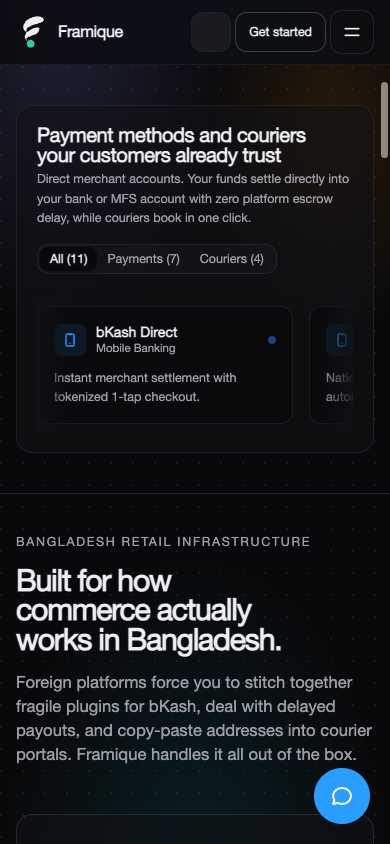 Framique
Get started
Payment methods and couriers
your customers already trust
Direct merchant accounts. Your funds settle directly into
your bank or MFS account with zero platform escrow
delay, while couriers book in one click.
All (11)
Payments (7)
Couriers (4)
bKash Direct
Mobile Banking
Instant merchant settlement with
tokenized 1-tap checkout.
BANGLADESH RETAIL INFRASTRUCTURE
Built for how
commerce actually
works in Bangladesh.
Foreign platforms force you to stitch together
fragile plugins for bKash, deal with delayed
payouts, and copy-paste addresses into courier
portals. Framique handles it all out of the box.